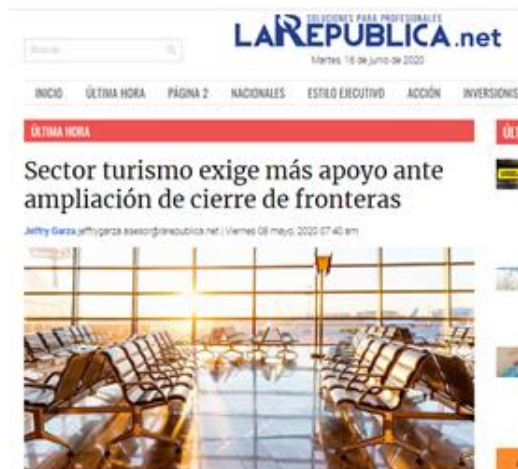 SOLUCIONES PARA PROFESIONALES
LAREPUBLICA.net
Buscar
Martes, 16 de junio de 2020
INICIO ÚLTIMA HORA PÁGINA 2 NACIONALES ESTILO EJECUTIVO ACCIÓN INVERSIONIS
ÚLTIMA HORA
Sector turismo exige más apoyo ante
ampliación de cierre de fronteras
Jeffry Garza jeffrygarza.asesor@larepublica.net | Viernes 08 mayo, 2020 07:40 am